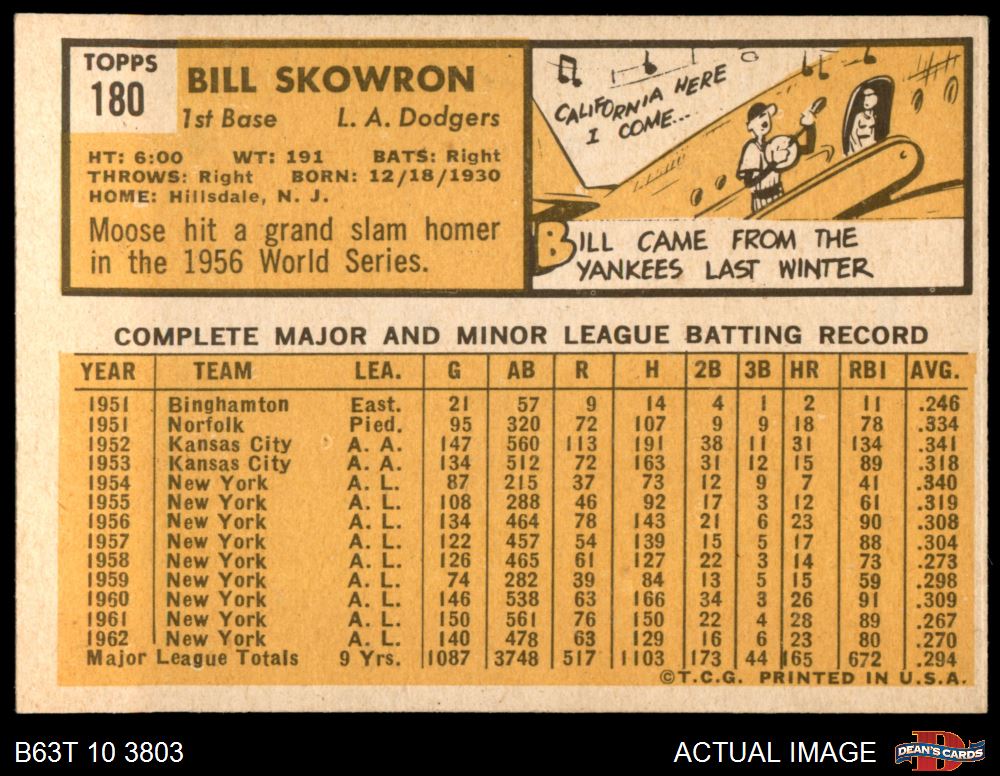 TOPPS
180
BILL SKOWRON
1st Base L. A. Dodgers
HT: 6:00 WT: 191 BATS: Right
THROWS: Right BORN: 12/18/1930
HOME: Hillsdale, N. J.
Moose hit a grand slam homer
in the 1956 World Series.
CALIFORNIA HERE
I COME...
BILL CAME FROM THE
YANKEES LAST WINTER
COMPLETE MAJOR AND MINOR LEAGUE BATTING RECORD
YEAR TEAM LEA. G AB R H 2B 3B HR RBI AVG.
1951 Binghamton East. 21 57 9 14 4 1 2 11 .246
1951 Norfolk Pied. 95 320 72 107 9 9 18 78 .334
1952 Kansas City A. A. 147 560 113 191 38 11 31 134 .341
1953 Kansas City A. A. 134 512 72 163 31 12 15 89 .318
1954 New York A. L. 87 215 37 73 12 9 7 41 .340
1955 New York A. L. 108 288 46 92 17 3 12 61 .319
1956 New York A. L. 134 464 78 143 21 6 23 90 .308
1957 New York A. L. 122 457 54 139 15 5 17 88 .304
1958 New York A. L. 126 465 61 127 22 3 14 73 .273
1959 New York A. L. 74 282 39 84 13 5 15 59 .298
1960 New York A. L. 146 538 63 166 34 3 26 91 .309
1961 New York A. L. 150 561 76 150 22 4 28 89 .267
1962 New York A. L. 140 478 63 129 16 6 23 80 .270
Major League Totals 9 Yrs. 1087 3748 517 1103 173 44 165 672 .294
©T.C.G. PRINTED IN U.S.A.
B63T 10 3803 ACTUAL IMAGE DEAN'S CARDS